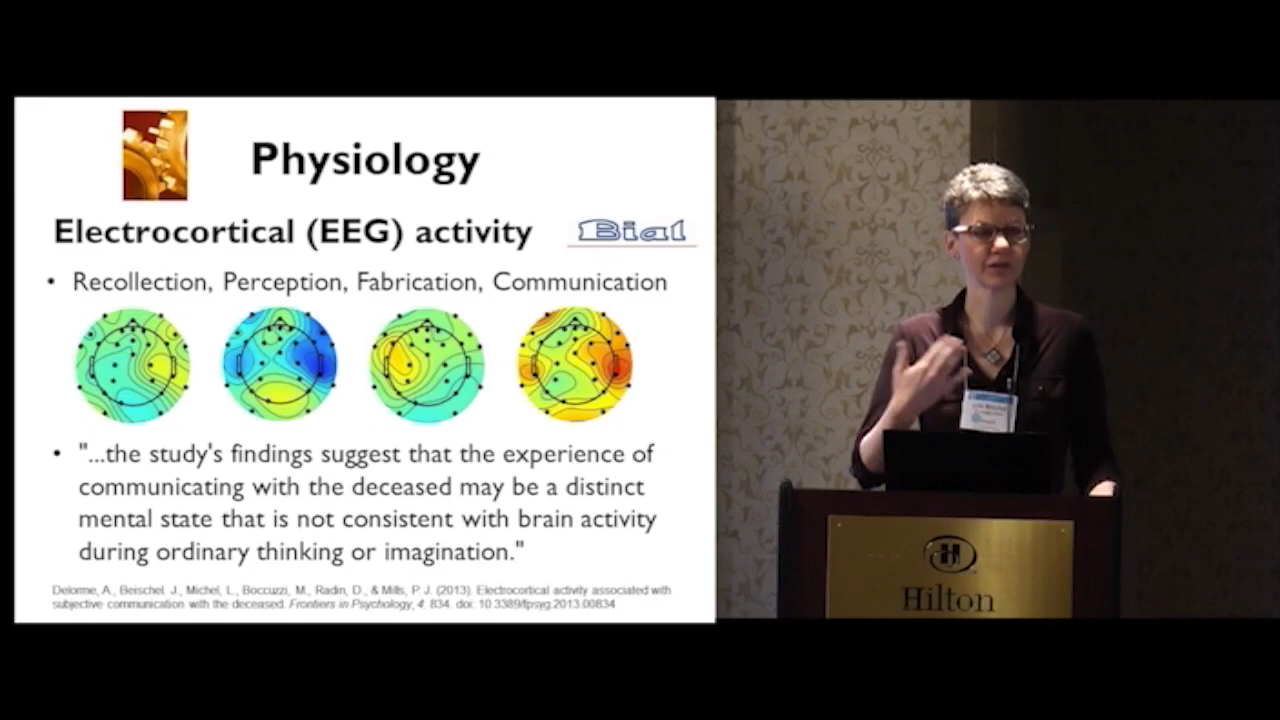 Physiology
Electrocortical (EEG) activity
Bial
• Recollection, Perception, Fabrication, Communication
• "...the study's findings suggest that the experience of
communicating with the deceased may be a distinct
mental state that is not consistent with brain activity
during ordinary thinking or imagination."
Delorme, A., Beischel. J., Michel, L., Boccuzzi, M., Radin, D., & Mills, P. J. (2013). Electrocortical activity associated with
subjective communication with the deceased. Frontiers in Psychology, 4: 834. doi: 10.3389/fpsyg.2013.00834
H
Hilton